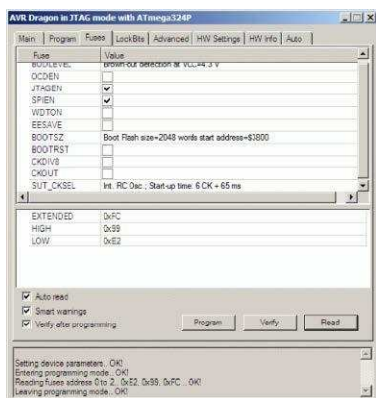 AVR Dragon in JTAG mode with ATmega324P
Main Program Fuses LockBits Advanced HW Settings HW Info Auto
Fuse Value
BODLEVEL Brown-out detection at VCC=4.3 V
OCDEN
JTAGEN
SPIEN
WDTON
EESAVE
BOOTSZ Boot Flash size=2048 words start address=$3800
BOOTRST
CKDIV8
CKOUT
SUT_CKSEL Int. RC Osc.; Start-up time: 6 CK + 65 ms
EXTENDED 0xFC
HIGH 0x99
LOW 0xE2
Auto read
Smart warnings
Verify after programming
Program Verify Read
Setting device parameters.. OK!
Entering programming mode.. OK!
Reading fuses address 0 to 2.. 0xE2, 0x99, 0xFC .. OK!
Leaving programming mode.. OK!